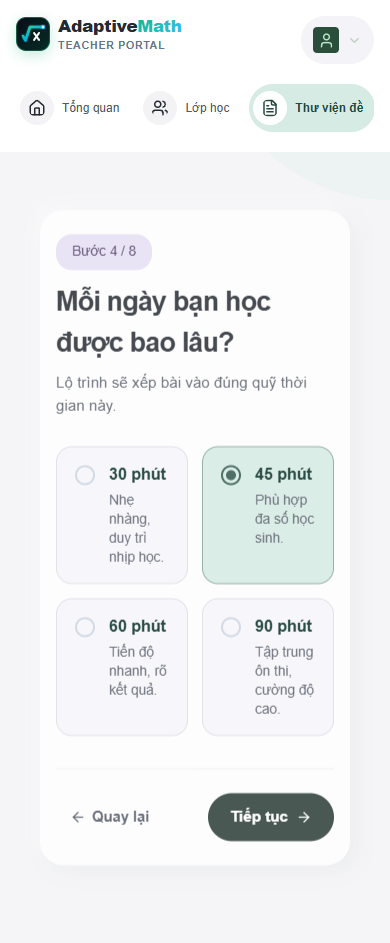 AdaptiveMath
TEACHER PORTAL
Tổng quan
Lớp học
Thư viện đề
Bước 4 / 8
Mỗi ngày bạn học
được bao lâu?
Lộ trình sẽ xếp bài vào đúng quỹ thời
gian này.
30 phút
Nhẹ
nhàng,
duy trì
nhịp học.
45 phút
Phù hợp
đa số học
sinh.
60 phút
Tiến độ
nhanh, rõ
kết quả.
90 phút
Tập trung
ôn thi,
cường độ
cao.
Quay lại
Tiếp tục